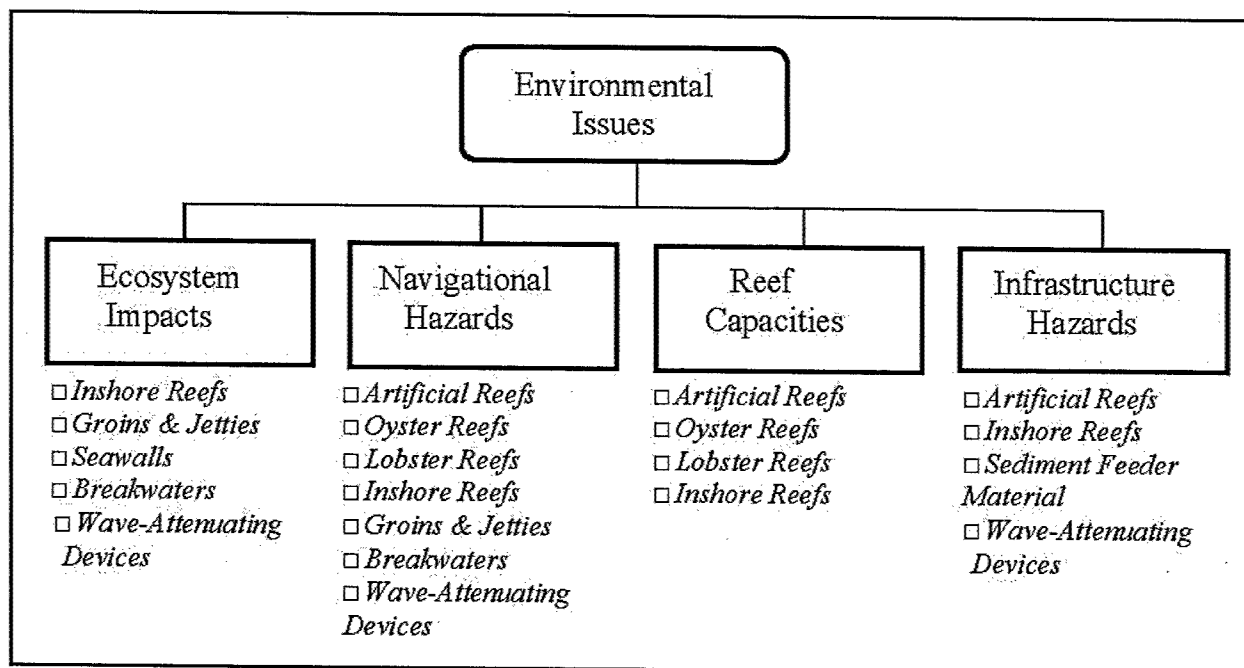 Environmental
Issues
Ecosystem
Impacts
□ Inshore Reefs
□ Groins & Jetties
□ Seawalls
□ Breakwaters
□ Wave-Attenuating
Devices
Navigational
Hazards
□ Artificial Reefs
□ Oyster Reefs
□ Lobster Reefs
□ Inshore Reefs
□ Groins & Jetties
□ Breakwaters
□ Wave-Attenuating
Devices
Reef
Capacities
□ Artificial Reefs
□ Oyster Reefs
□ Lobster Reefs
□ Inshore Reefs
Infrastructure
Hazards
□ Artificial Reefs
□ Inshore Reefs
□ Sediment Feeder
Material
□ Wave-Attenuating
Devices